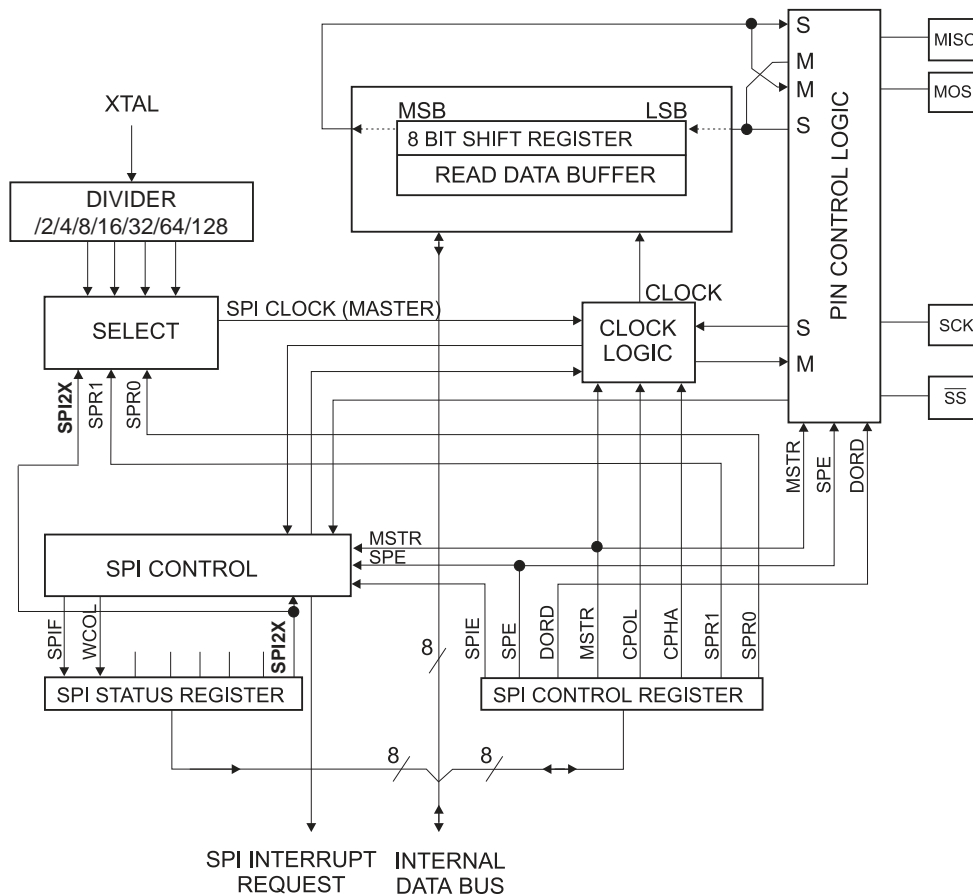 S
MISO
M
MOSI
M
S
PIN CONTROL LOGIC
XTAL
MSB
LSB
8 BIT SHIFT REGISTER
READ DATA BUFFER
DIVIDER
/2/4/8/16/32/64/128
SPI CLOCK (MASTER)
CLOCK
SELECT
CLOCK
LOGIC
S
M
SCK
SS
SPI2X
SPR1
SPR0
MSTR
SPE
DORD
MSTR
SPE
SPI CONTROL
SPIF
WCOL
SPI2X
8
SPIE
SPE
DORD
MSTR
CPOL
CPHA
SPR1
SPR0
SPI STATUS REGISTER
SPI CONTROL REGISTER
8
8
SPI INTERRUPT
REQUEST
INTERNAL
DATA BUS